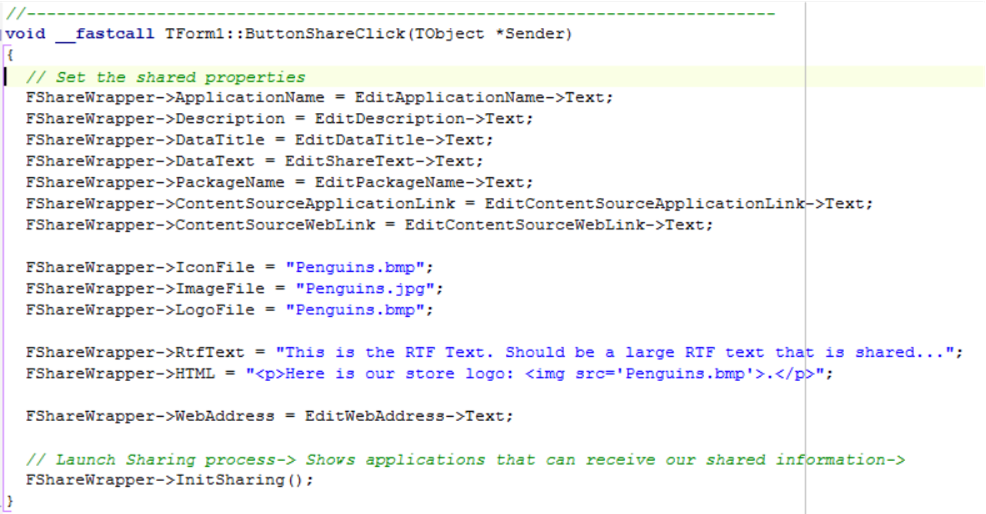 //---------------------------------------------------------------------------
void __fastcall TForm1::ButtonShareClick(TObject *Sender)
{
  // Set the shared properties
  FShareWrapper->ApplicationName = EditApplicationName->Text;
  FShareWrapper->Description = EditDescription->Text;
  FShareWrapper->DataTitle = EditDataTitle->Text;
  FShareWrapper->DataText = EditShareText->Text;
  FShareWrapper->PackageName = EditPackageName->Text;
  FShareWrapper->ContentSourceApplicationLink = EditContentSourceApplicationLink->Text;
  FShareWrapper->ContentSourceWebLink = EditContentSourceWebLink->Text;

  FShareWrapper->IconFile = "Penguins.bmp";
  FShareWrapper->ImageFile = "Penguins.jpg";
  FShareWrapper->LogoFile = "Penguins.bmp";

  FShareWrapper->RtfText = "This is the RTF Text. Should be a large RTF text that is shared...";
  FShareWrapper->HTML = "<p>Here is our store logo: <img src='Penguins.bmp'>.</p>";

  FShareWrapper->WebAddress = EditWebAddress->Text;

  // Launch Sharing process-> Shows applications that can receive our shared information->
  FShareWrapper->InitSharing();
}